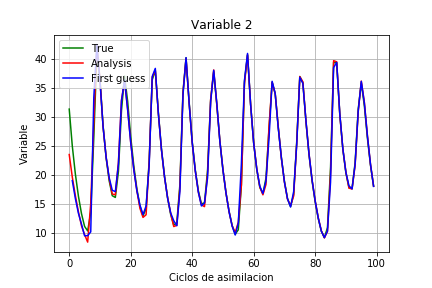 Variable 2
True
Analysis
First guess
40
35
30
25
20
15
10
Variable
0
20
40
60
80
100
Ciclos de asimilacion